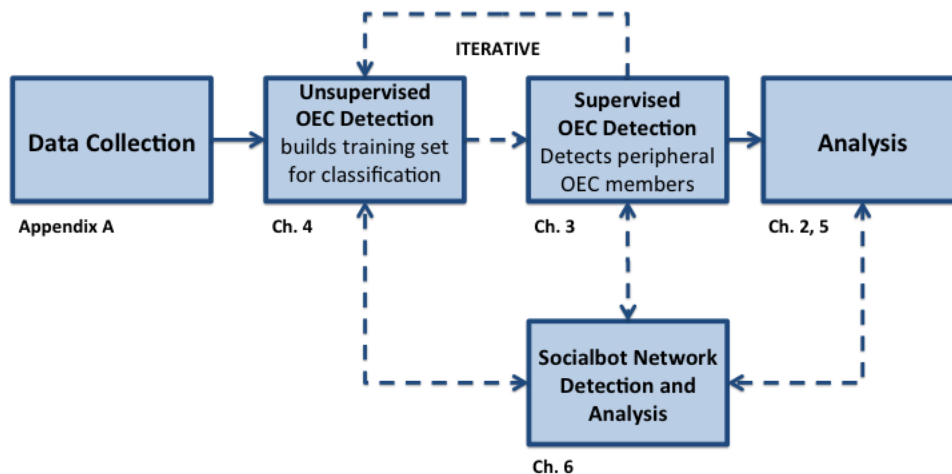 ITERATIVE
Data Collection
Unsupervised
OEC Detection
builds training set
for classification
Supervised
OEC Detection
Detects peripheral
OEC members
Analysis
Appendix A
Ch. 4
Ch. 3
Ch. 2, 5
Socialbot Network
Detection and
Analysis
Ch. 6